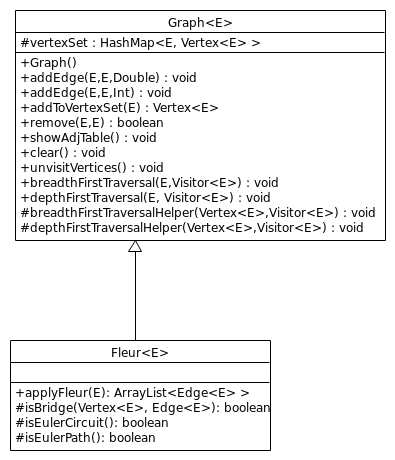 Graph<E>
#vertexSet : HashMap<E, Vertex<E> >
+Graph()
+addEdge(E,E,Double) : void
+addEdge(E,E,Int) : void
+addToVertexSet(E) : Vertex<E>
+remove(E,E) : boolean
+showAdjTable() : void
+clear() : void
+unvisitVertices() : void
+breadthFirstTraversal(E,Visitor<E>) : void
+depthFirstTraversal(E, Visitor<E>) : void
#breadthFirstTraversalHelper(Vertex<E>,Visitor<E>) : void
#depthFirstTraversalHelper(Vertex<E>,Visitor<E>) : void
Fleur<E>
+applyFleur(E): ArrayList<Edge<E> >
#isBridge(Vertex<E>, Edge<E>): boolean
#isEulerCircuit(): boolean
#isEulerPath(): boolean